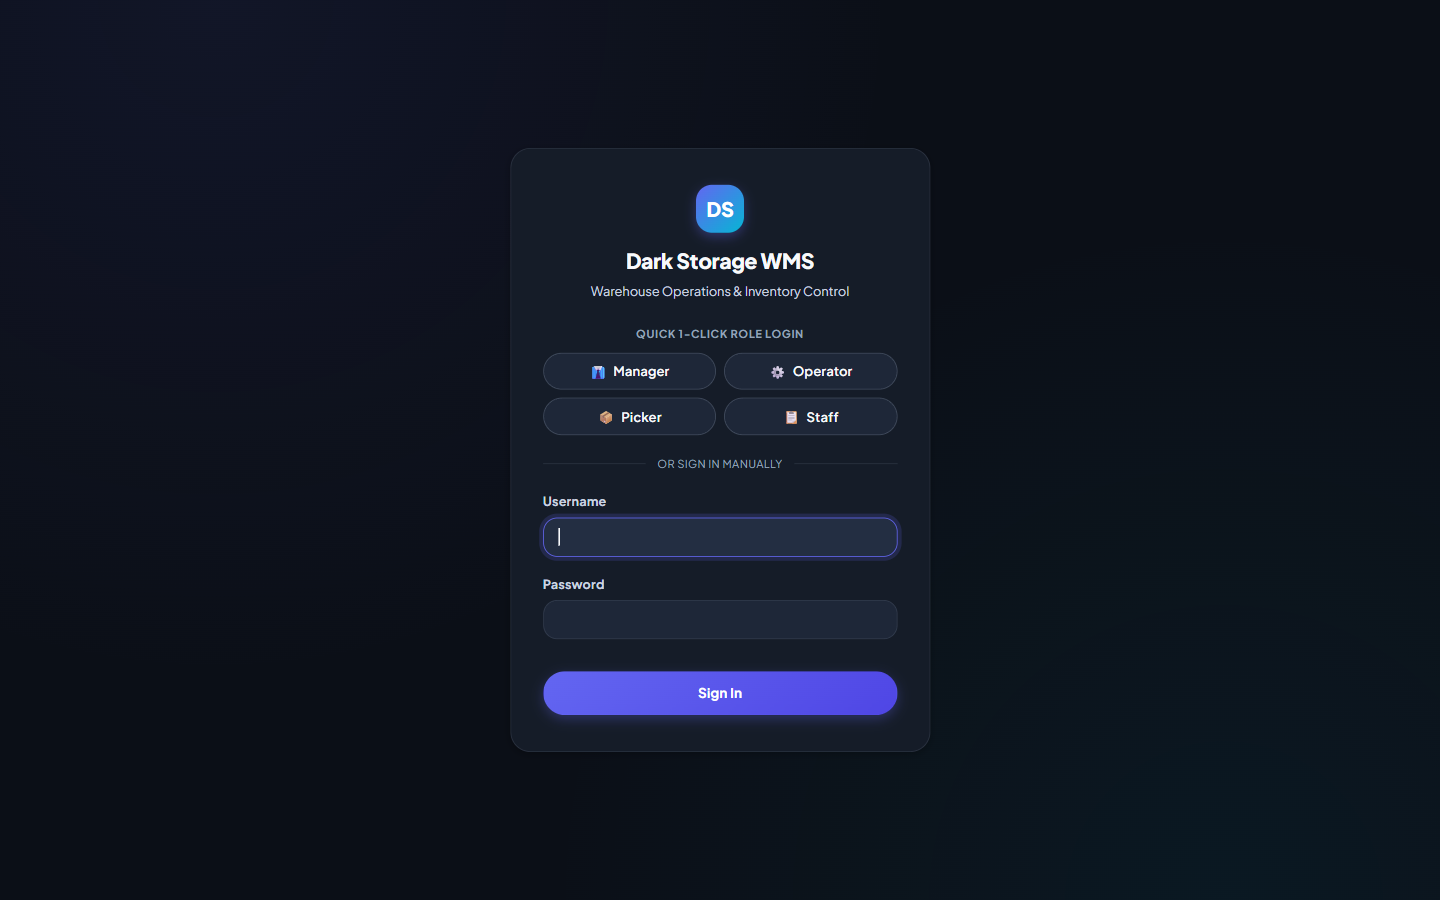 DS
Dark Storage WMS
Warehouse Operations & Inventory Control
QUICK 1-CLICK ROLE LOGIN
Manager
Operator
Picker
Staff
OR SIGN IN MANUALLY
Username
Password
Sign In